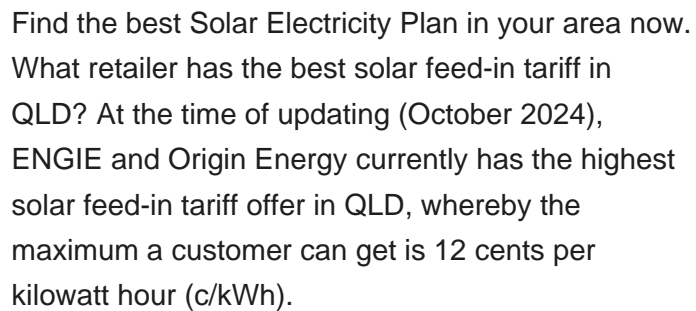 Find the best Solar Electricity Plan in your area now.
What retailer has the best solar feed-in tariff in
QLD? At the time of updating (October 2024),
ENGIE and Origin Energy currently has the highest
solar feed-in tariff offer in QLD, whereby the
maximum a customer can get is 12 cents per
kilowatt hour (c/kWh).